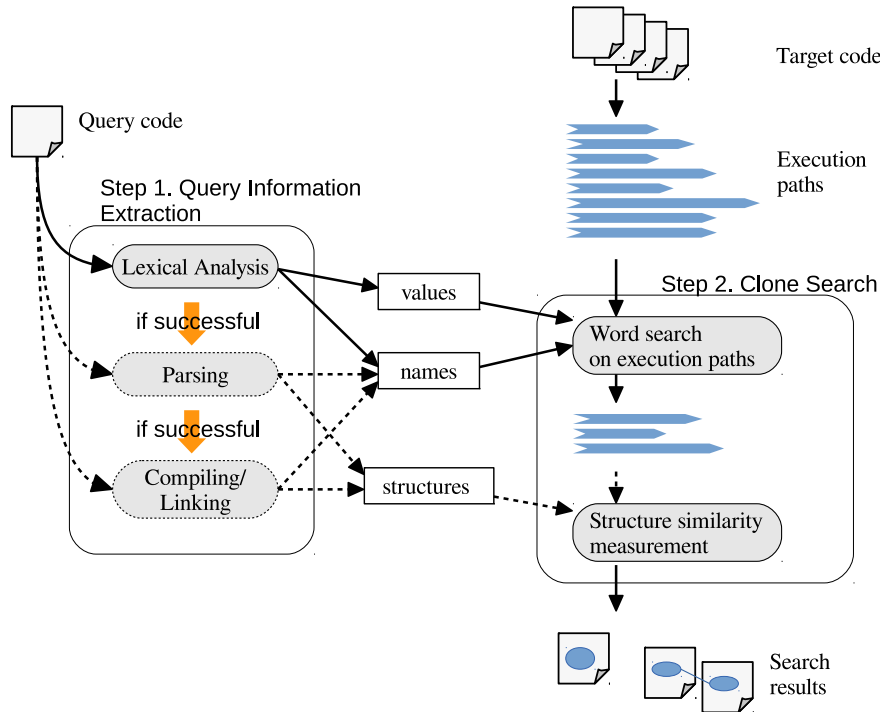 Target code
Query code
Execution
paths
Step 1. Query Information
Extraction
Lexical Analysis
values
Step 2. Clone Search
if successful
Word search
on execution paths
Parsing
names
if successful
Compiling/
Linking
structures
Structure similarity
measurement
Search
results